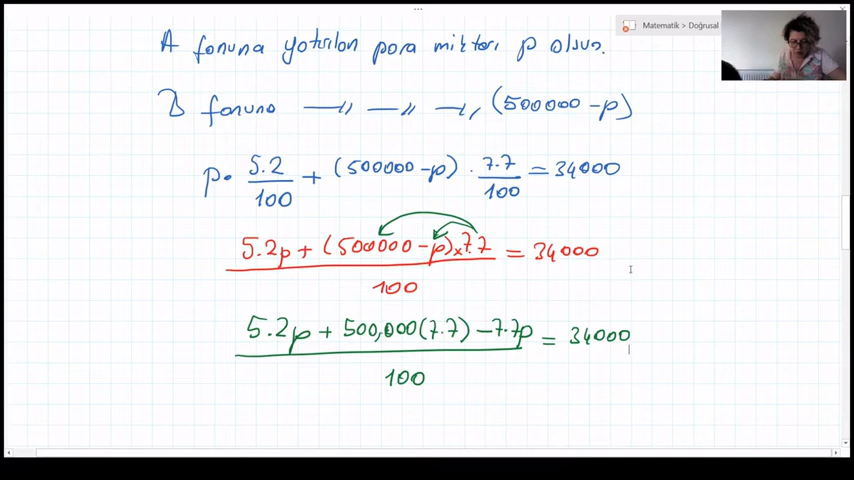 Matematik > Doğrusal
A fonuna yatırılan para miktarı p olsun.
B fonuna —〃 —〃 —〃 (500000 - p)
p • 5.2/100 + (500000 - p) · 7.7/100 = 34000
5.2p + (500000 - p) x 7.7 / 100 = 34000
5.2p + 500,000(7.7) - 7.7p / 100 = 34000